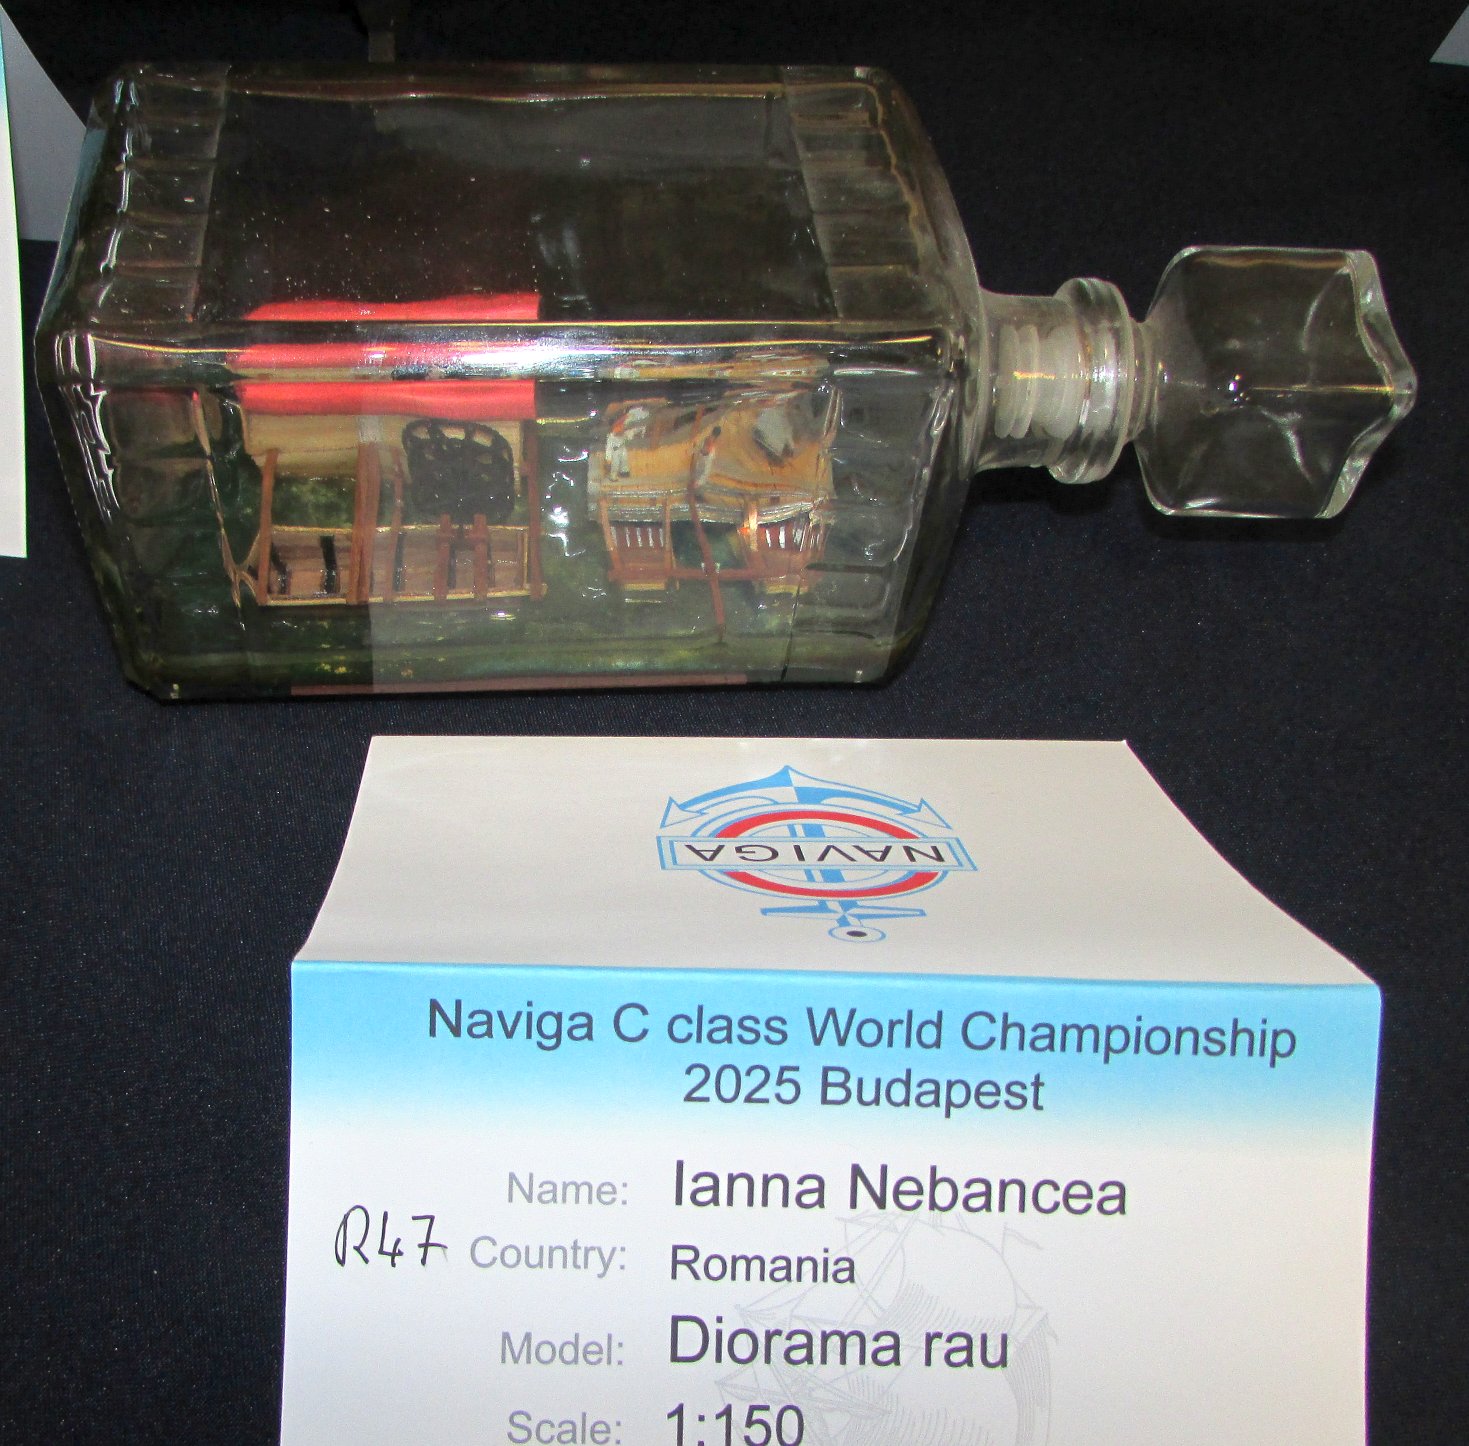 NAVIGA
Naviga C class World Championship
2025 Budapest
Name: Ianna Nebancea
R47 Country: Romania
Model: Diorama rau
Scale: 1:150